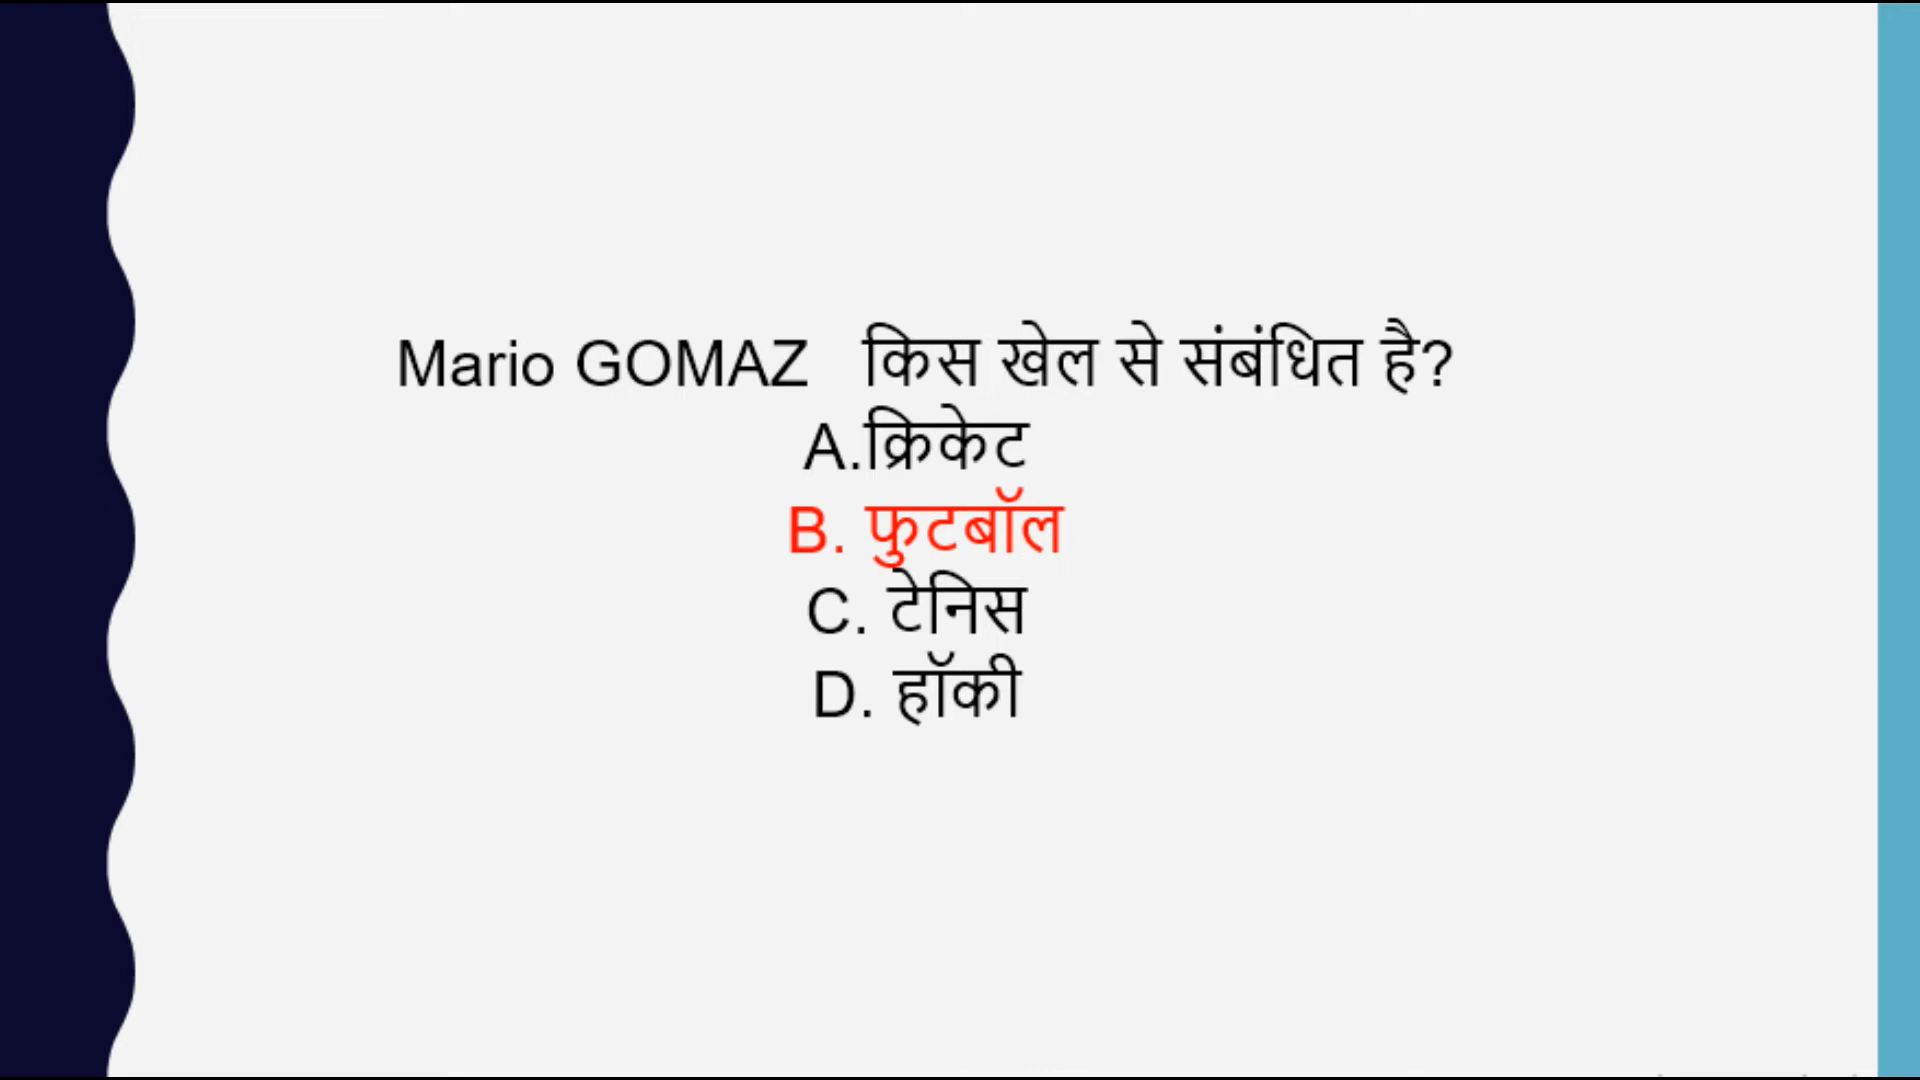 Mario GOMAZ किस खेल से संबंधित है?
A.क्रिकेट
B. फुटबॉल
C. टेनिस
D. हॉकी